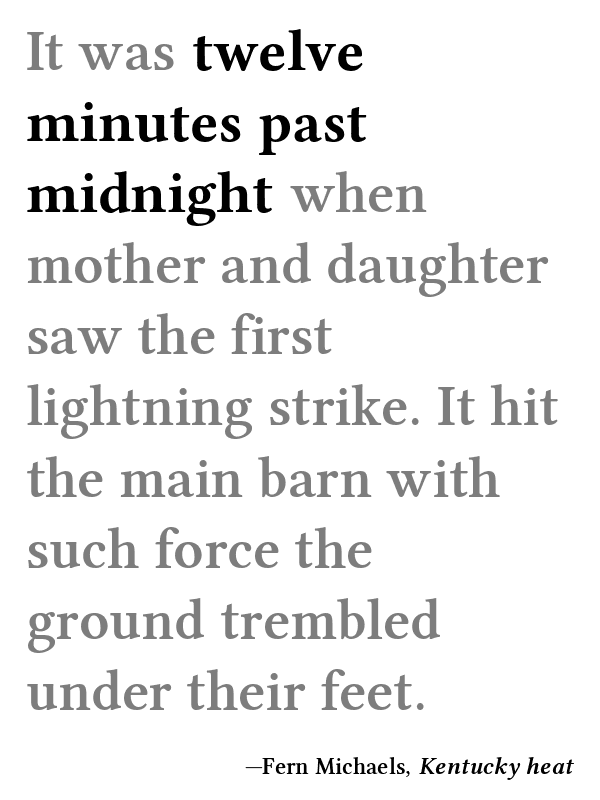 It was twelve
minutes past
midnight when
mother and daughter
saw the first
lightning strike. It hit
the main barn with
such force the
ground trembled
under their feet.
—Fern Michaels, Kentucky heat